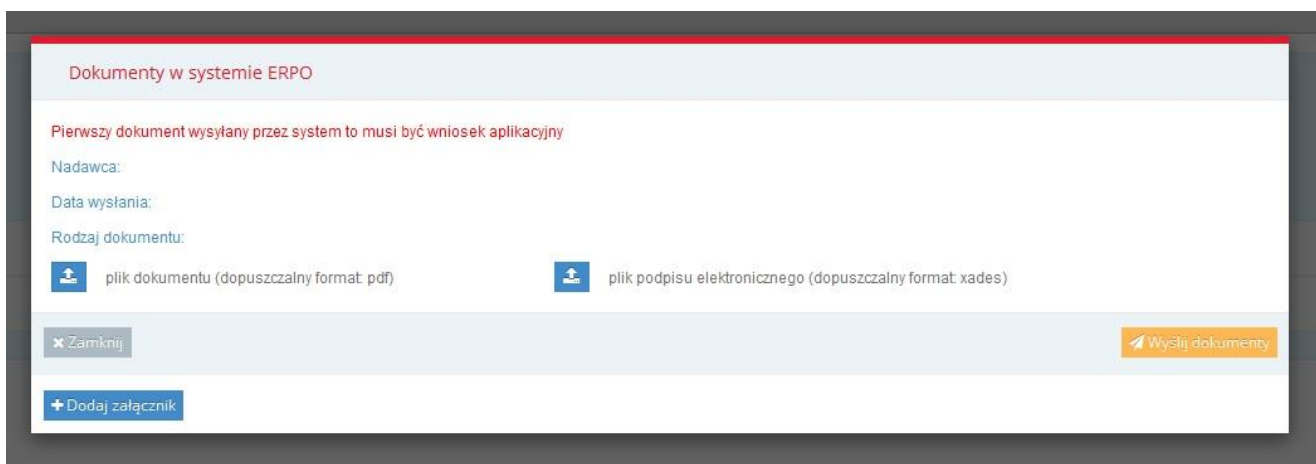 Dokumenty w systemie ERPO
Pierwszy dokument wysyłany przez system to musi być wniosek aplikacyjny
Nadawca:
Data wysłania:
Rodzaj dokumentu:
plik dokumentu (dopuszczalny format: pdf) plik podpisu elektronicznego (dopuszczalny format: xades)
Zamknij Wyślij dokumenty
Dodaj załącznik